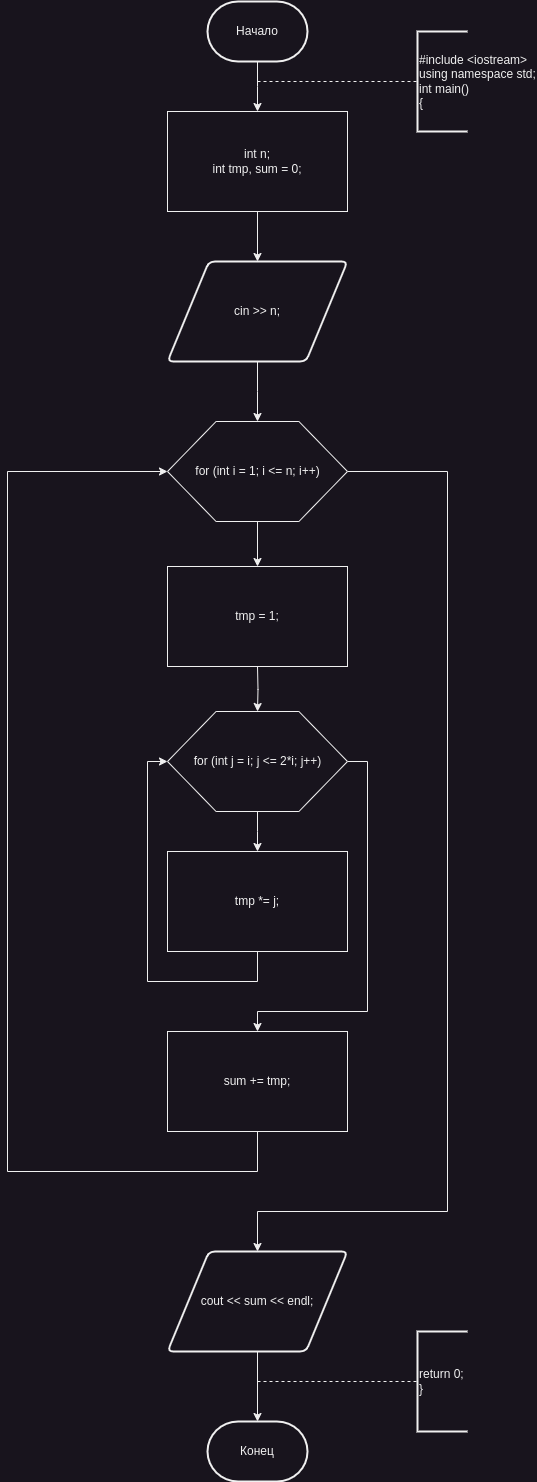 Начало
#include <iostream>
using namespace std;
int main()
{
int n;
int tmp, sum = 0;
cin >> n;
for (int i = 1; i <= n; i++)
tmp = 1;
for (int j = i; j <= 2*i; j++)
tmp *= j;
sum += tmp;
cout << sum << endl;
return 0;
}
Конец